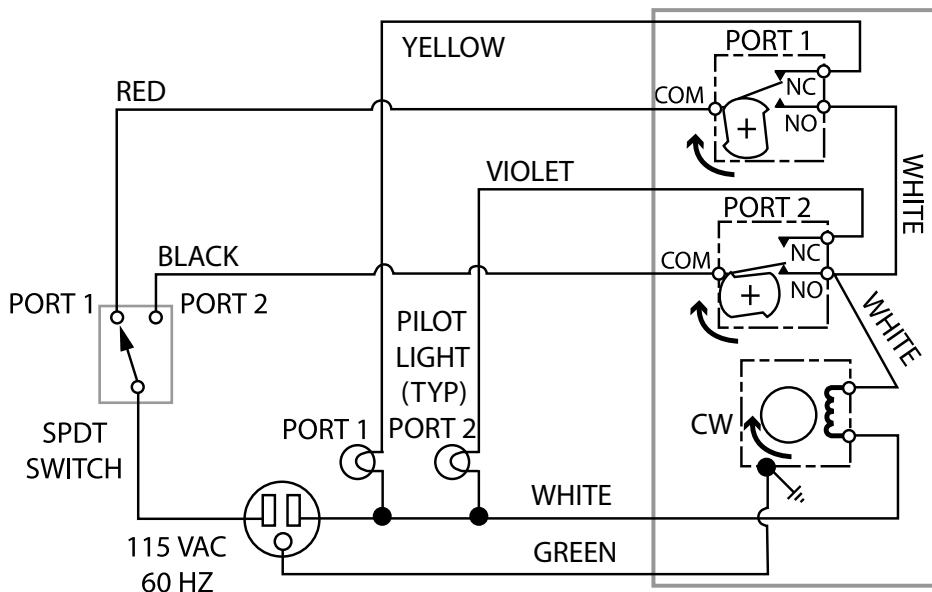 YELLOW
PORT 1
RED
COM
NC
NO
WHITE
VIOLET
PORT 2
BLACK
COM
NC
NO
WHITE
PORT 1
PORT 2
PILOT
LIGHT
(TYP)
PORT 1
PORT 2
CW
SPDT
SWITCH
WHITE
115 VAC
60 HZ
GREEN